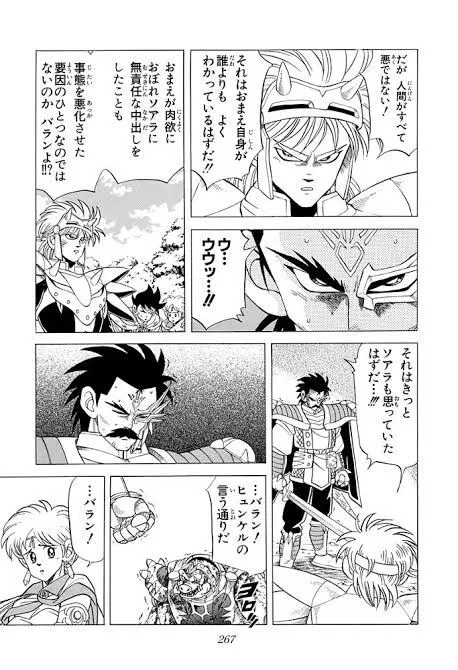 だが 人間がすべて
悪ではない！
それはおまえ自身が
誰よりも よく
わかっているはずだ!!
ウ…
ウウッ…!!
おまえが肉欲に
おぼれソアラに
無責任な中出しを
したことも
事態を悪化させた
要因のひとつなのでは
ないのか バランよ!!?
それはきっと
ソアラも思っていた
はずだ…!!!
…バラン！
ヒュンケルの
言う通りだ
ヨロッ
…バラン…！
267